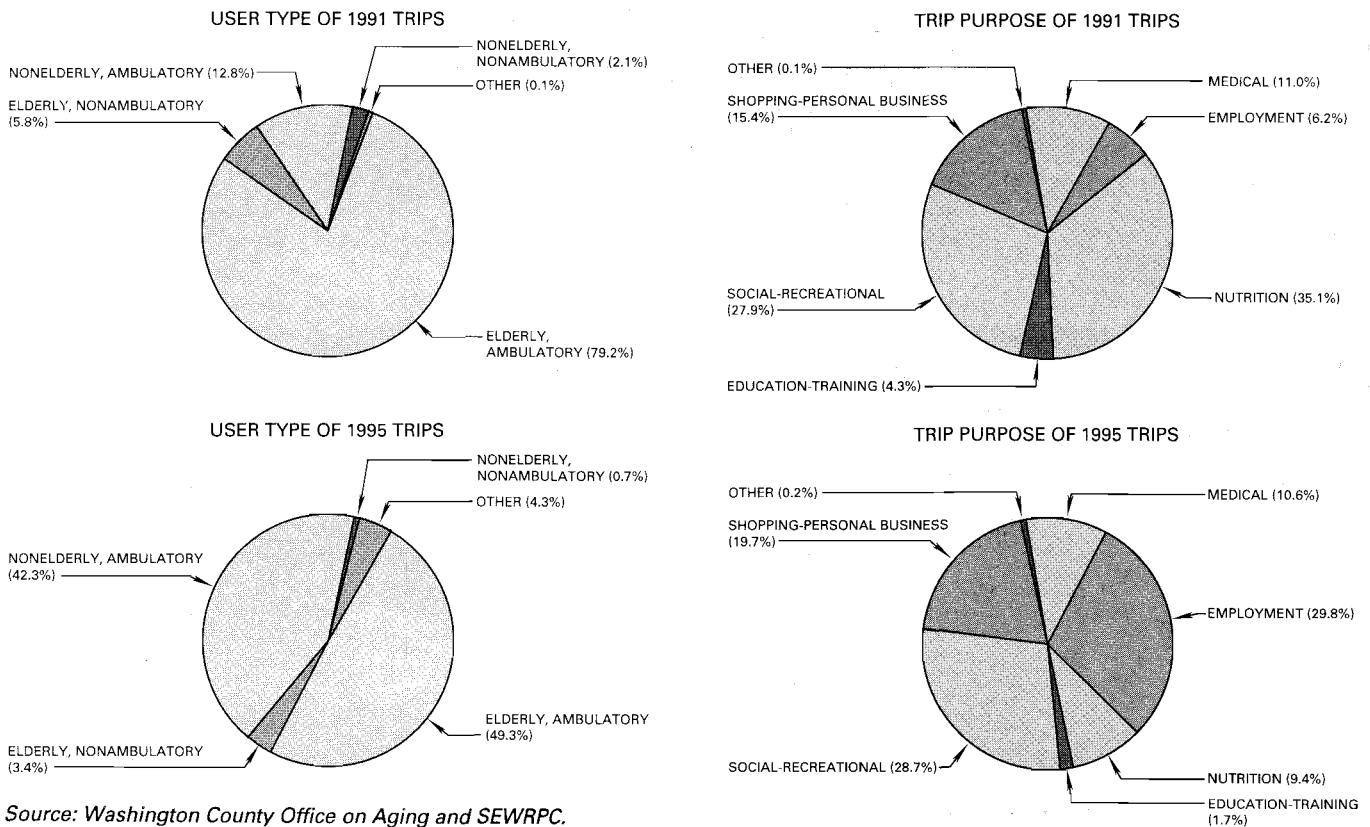 USER TYPE OF 1991 TRIPS
NONELDERLY,
NONAMBULATORY (2.1%)
NONELDERLY, AMBULATORY (12.8%)
OTHER (0.1%)
ELDERLY, NONAMBULATORY
(5.8%)
ELDERLY,
AMBULATORY (79.2%)
TRIP PURPOSE OF 1991 TRIPS
OTHER (0.1%)
MEDICAL (11.0%)
SHOPPING-PERSONAL BUSINESS
(15.4%)
EMPLOYMENT (6.2%)
SOCIAL-RECREATIONAL
(27.9%)
NUTRITION (35.1%)
EDUCATION-TRAINING (4.3%)
USER TYPE OF 1995 TRIPS
NONELDERLY,
NONAMBULATORY (0.7%)
OTHER (4.3%)
NONELDERLY, AMBULATORY
(42.3%)
ELDERLY, AMBULATORY
(49.3%)
ELDERLY, NONAMBULATORY
(3.4%)
TRIP PURPOSE OF 1995 TRIPS
OTHER (0.2%)
MEDICAL (10.6%)
SHOPPING-PERSONAL BUSINESS
(19.7%)
EMPLOYMENT (29.8%)
SOCIAL-RECREATIONAL (28.7%)
NUTRITION (9.4%)
EDUCATION-TRAINING
(1.7%)
Source: Washington County Office on Aging and SEWRPC.